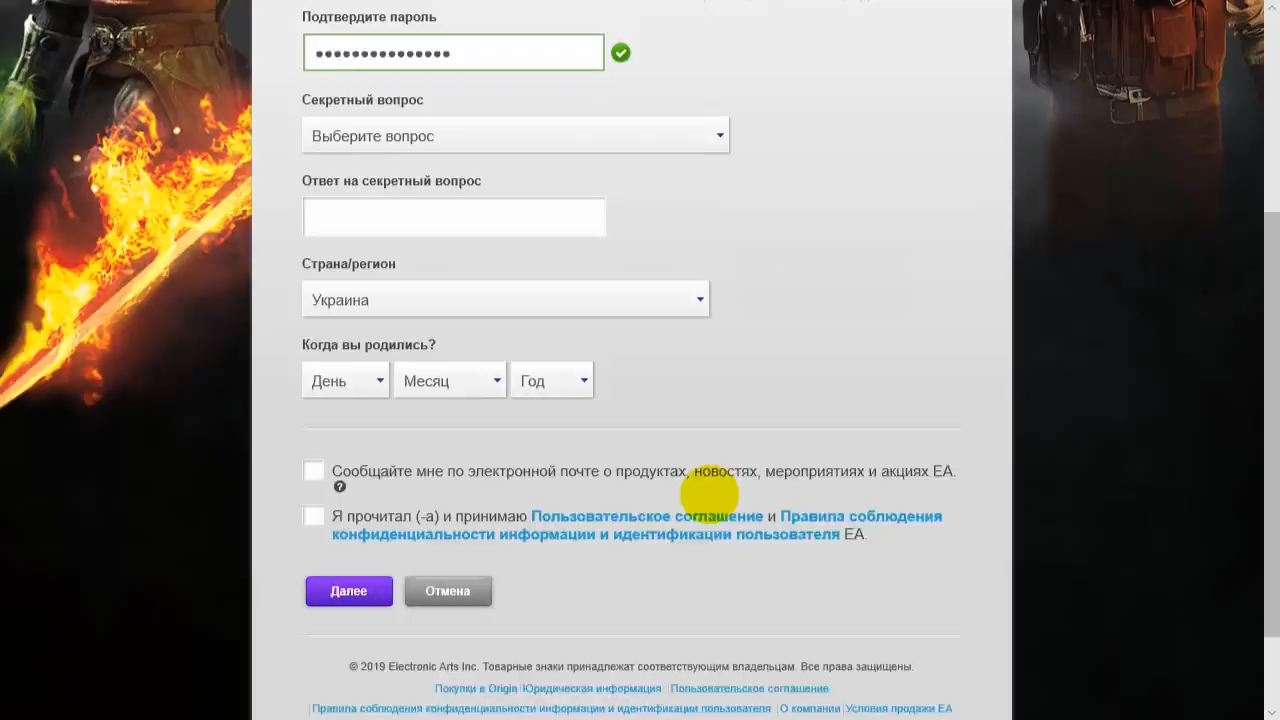 Подтвердите пароль
•••••••••••••••
Секретный вопрос
Выберите вопрос
Ответ на секретный вопрос
Страна/регион
Украина
Когда вы родились?
День Месяц Год
Сообщайте мне по электронной почте о продуктах, новостях, мероприятиях и акциях EA.
?
Я прочитал (-а) и принимаю Пользовательское соглашение и Правила соблюдения
конфиденциальности информации и идентификации пользователя EA.
Далее Отмена
© 2019 Electronic Arts Inc. Товарные знаки принадлежат соответствующим владельцам. Все права защищены.
Покупки в Origin | Юридическая информация | Пользовательское соглашение
| Правила соблюдения конфиденциальности информации и идентификации пользователя | О компании | Условия продажи EA